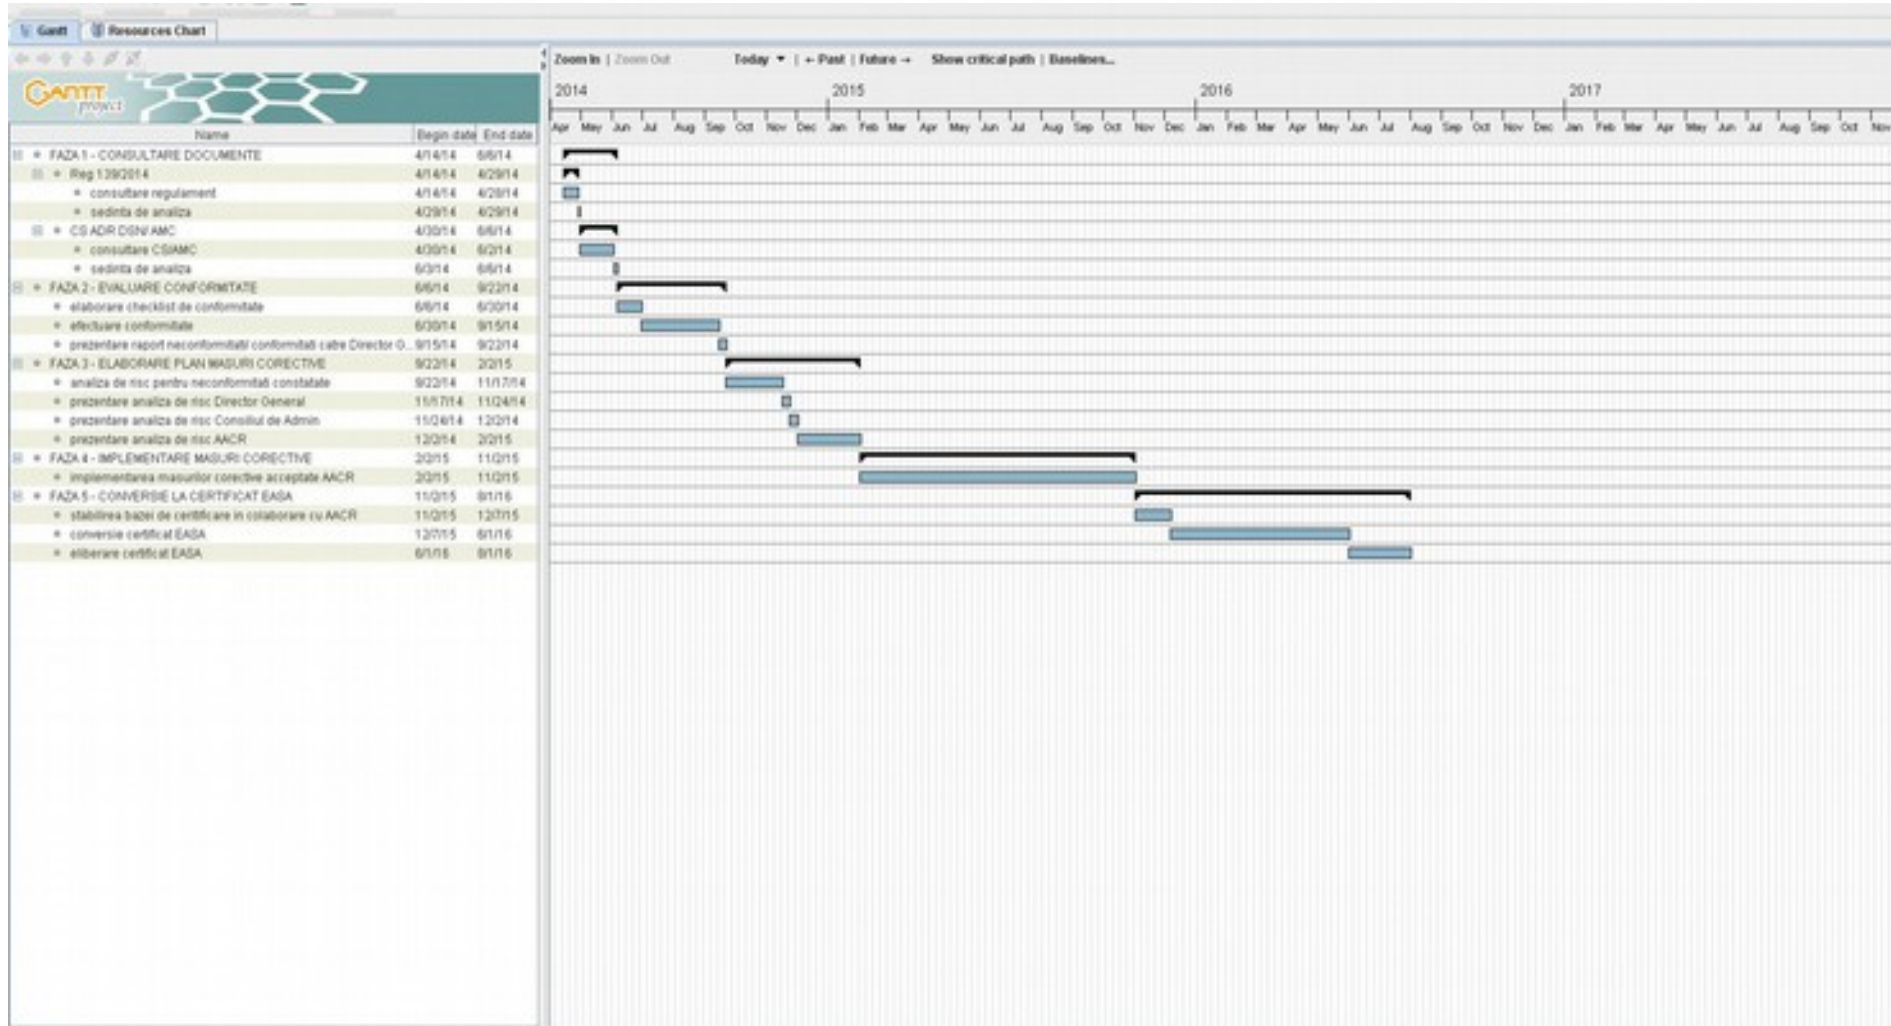 Gantt Resources Chart
Zoom In | Zoom Out Today ▼ | ← Past | Future → Show critical path | Baselines...
GANTT project
2014 2015 2016 2017
Name Begin date End date
Apr May Jun Jul Aug Sep Oct Nov Dec Jan Feb Mar Apr May Jun Jul Aug Sep Oct Nov Dec Jan Feb Mar Apr May Jun Jul Aug Sep Oct Nov Dec Jan Feb Mar Apr May Jun Jul Aug Sep Oct Nov
FAZA 1 - CONSULTARE DOCUMENTE 4/14/14 6/6/14
Reg 139/2014 4/14/14 4/29/14
consultare regulament 4/14/14 4/28/14
sedinta de analiza 4/29/14 4/29/14
CS ADR DSN/ AMC 4/30/14 6/6/14
consultare CS/AMC 4/30/14 6/2/14
sedinta de analiza 6/3/14 6/6/14
FAZA 2 - EVALUARE CONFORMITATE 6/6/14 9/22/14
elaborare checklist de conformitate 6/6/14 6/30/14
efectuare conformitate 6/30/14 9/15/14
prezentare raport neconformitati/ conformitati catre Director G... 9/15/14 9/22/14
FAZA 3 - ELABORARE PLAN MASURI CORECTIVE 9/22/14 2/2/15
analiza de risc pentru neconformitati constatate 9/22/14 11/17/14
prezentare analiza de risc Director General 11/17/14 11/24/14
prezentare analiza de risc Consiliul de Admin 11/24/14 12/2/14
prezentare analiza de risc AACR 12/2/14 2/2/15
FAZA 4 - IMPLEMENTARE MASURI CORECTIVE 2/2/15 11/2/15
implementarea masurilor corective acceptate AACR 2/2/15 11/2/15
FAZA 5 - CONVERSIE LA CERTIFICAT EASA 11/2/15 8/1/16
stabilirea bazei de certificare in colaborare cu AACR 11/2/15 12/7/15
conversie certificat EASA 12/7/15 6/1/16
eliberare certificat EASA 6/1/16 8/1/16